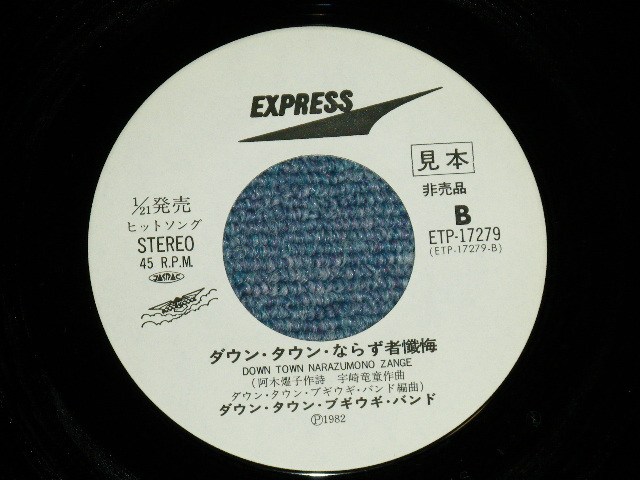 EXPRESS
見本
非売品
B
ETP-17279
(ETP-17279-B)
1/21発売
ヒットソング
STEREO
45 R.P.M.
JASRAC
ダウン・タウン・ならず者懺悔
DOWN TOWN NARAZUMONO ZANGE
(阿木燿子作詩 宇崎竜童作曲
ダウン・タウン・ブギウギ・バンド編曲)
ダウン・タウン・ブギウギ・バンド
Ⓟ1982